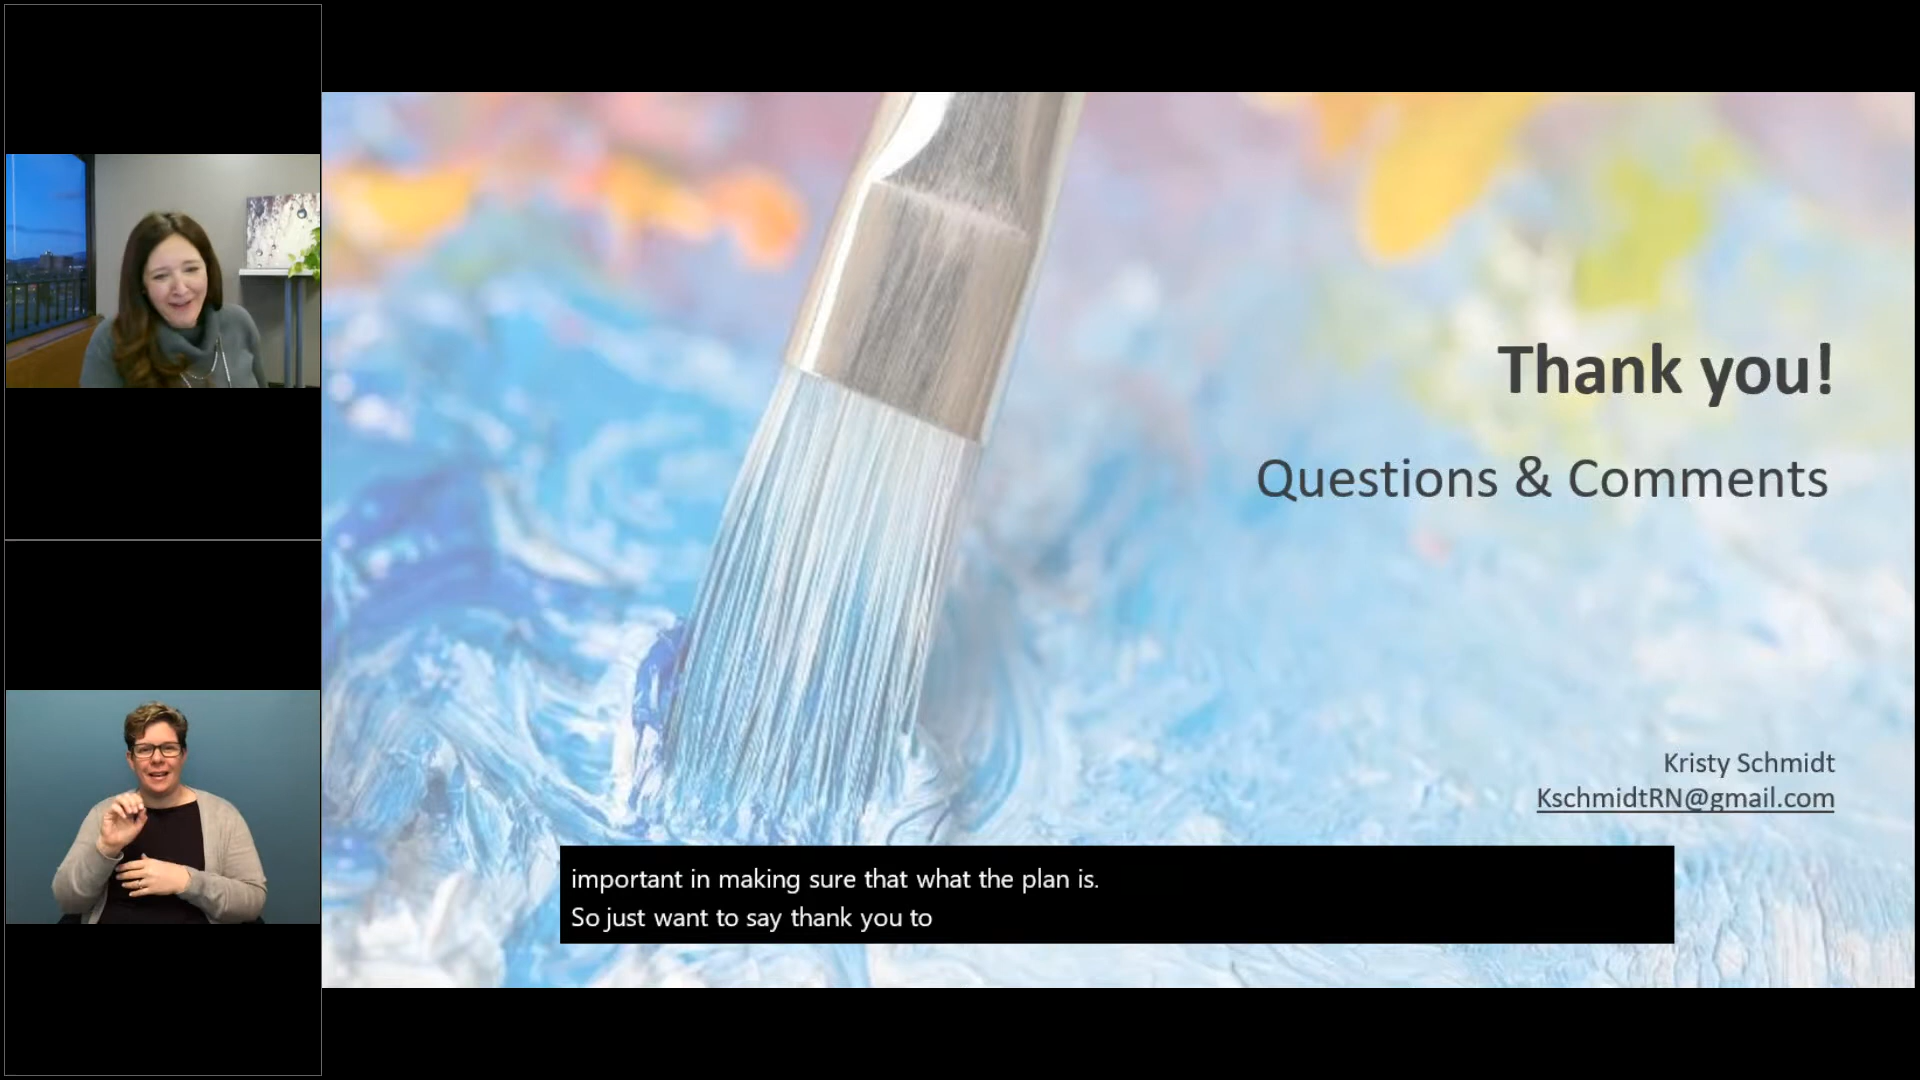 Thank you!
Questions & Comments
Kristy Schmidt
KschmidtRN@gmail.com
important in making sure that what the plan is.
So just want to say thank you to